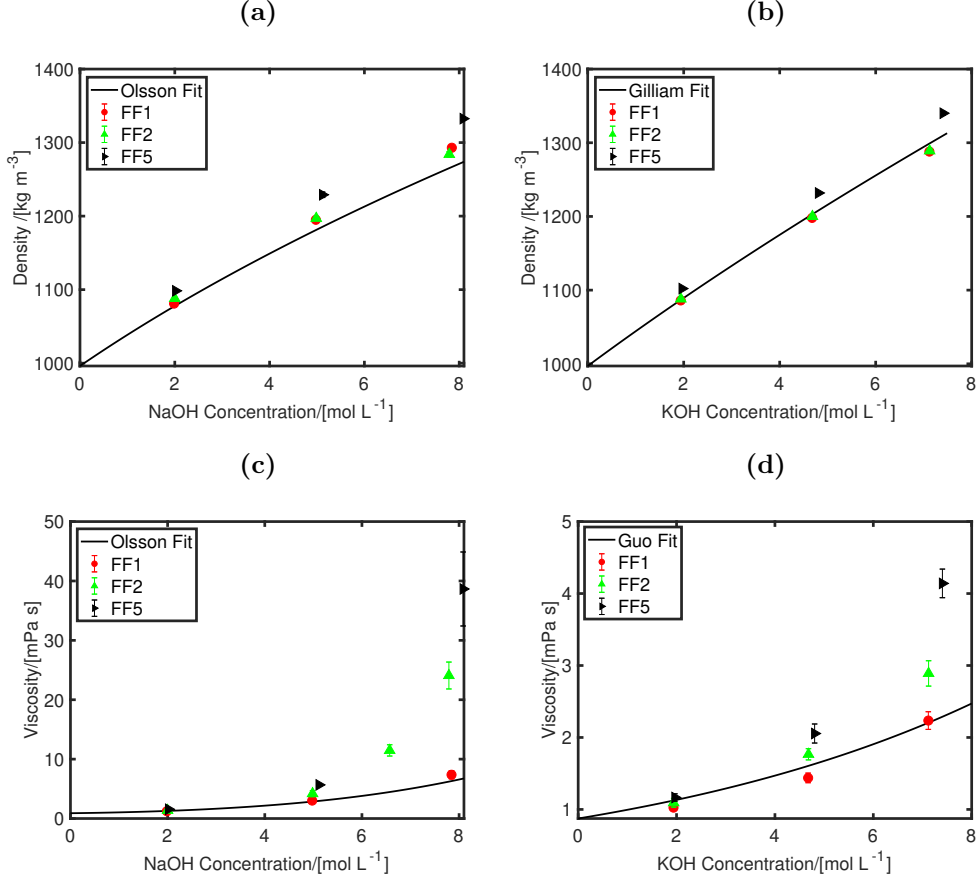 (a)
1400
1300
1200
1100
1000
Density /[kg m⁻³]
Olsson Fit
FF1
FF2
FF5
0 2 4 6 8
NaOH Concentration/[mol L⁻¹]
(b)
1400
1300
1200
1100
1000
Density /[kg m⁻³]
Gilliam Fit
FF1
FF2
FF5
0 2 4 6 8
KOH Concentration/[mol L⁻¹]
(c)
50
40
30
20
10
0
Viscosity/[mPa s]
Olsson Fit
FF1
FF2
FF5
0 2 4 6 8
NaOH Concentration/[mol L⁻¹]
(d)
5
4
3
2
1
Viscosity/[mPa s]
Guo Fit
FF1
FF2
FF5
0 2 4 6 8
KOH Concentration/[mol L⁻¹]